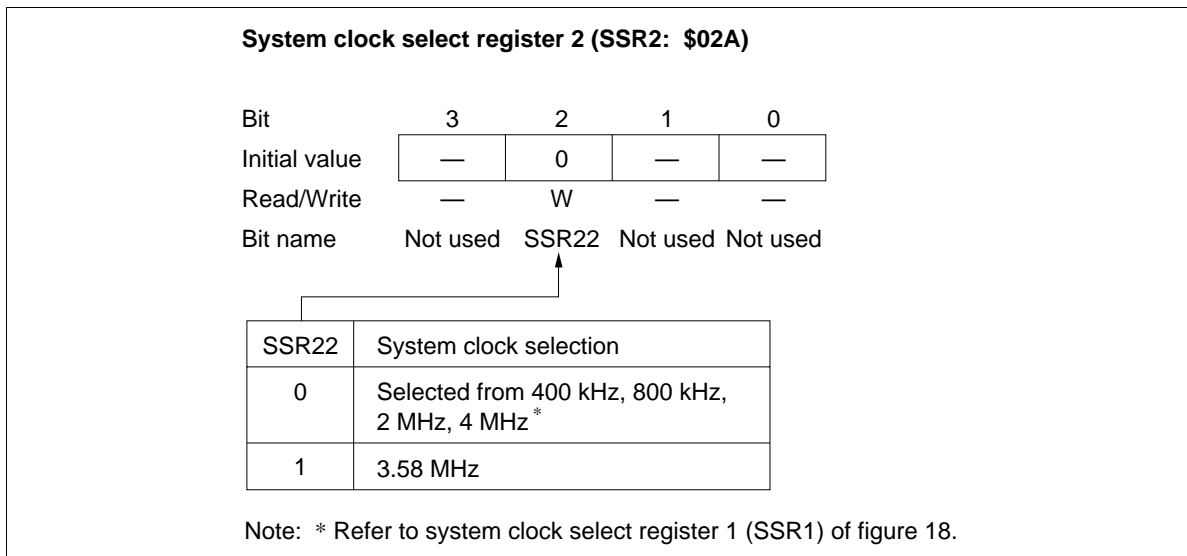 System clock select register 2 (SSR2: $02A)
Bit 3 2 1 0
Initial value — 0 — —
Read/Write — W — —
Bit name Not used SSR22 Not used Not used
SSR22 System clock selection
0 Selected from 400 kHz, 800 kHz,
2 MHz, 4 MHz *
1 3.58 MHz
Note: * Refer to system clock select register 1 (SSR1) of figure 18.